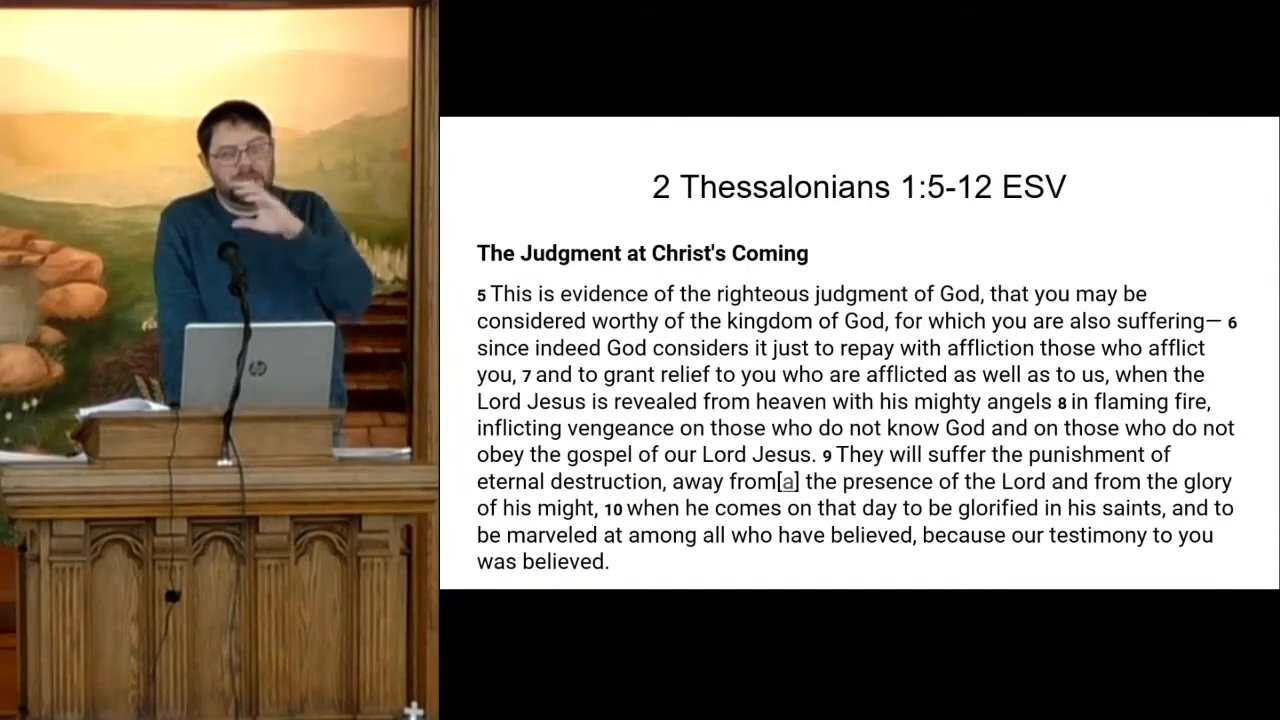 2 Thessalonians 1:5-12 ESV
The Judgment at Christ's Coming
5 This is evidence of the righteous judgment of God, that you may be
considered worthy of the kingdom of God, for which you are also suffering— 6
since indeed God considers it just to repay with affliction those who afflict
you, 7 and to grant relief to you who are afflicted as well as to us, when the
Lord Jesus is revealed from heaven with his mighty angels 8 in flaming fire,
inflicting vengeance on those who do not know God and on those who do not
obey the gospel of our Lord Jesus. 9 They will suffer the punishment of
eternal destruction, away from[a] the presence of the Lord and from the glory
of his might, 10 when he comes on that day to be glorified in his saints, and to
be marveled at among all who have believed, because our testimony to you
was believed.
hp